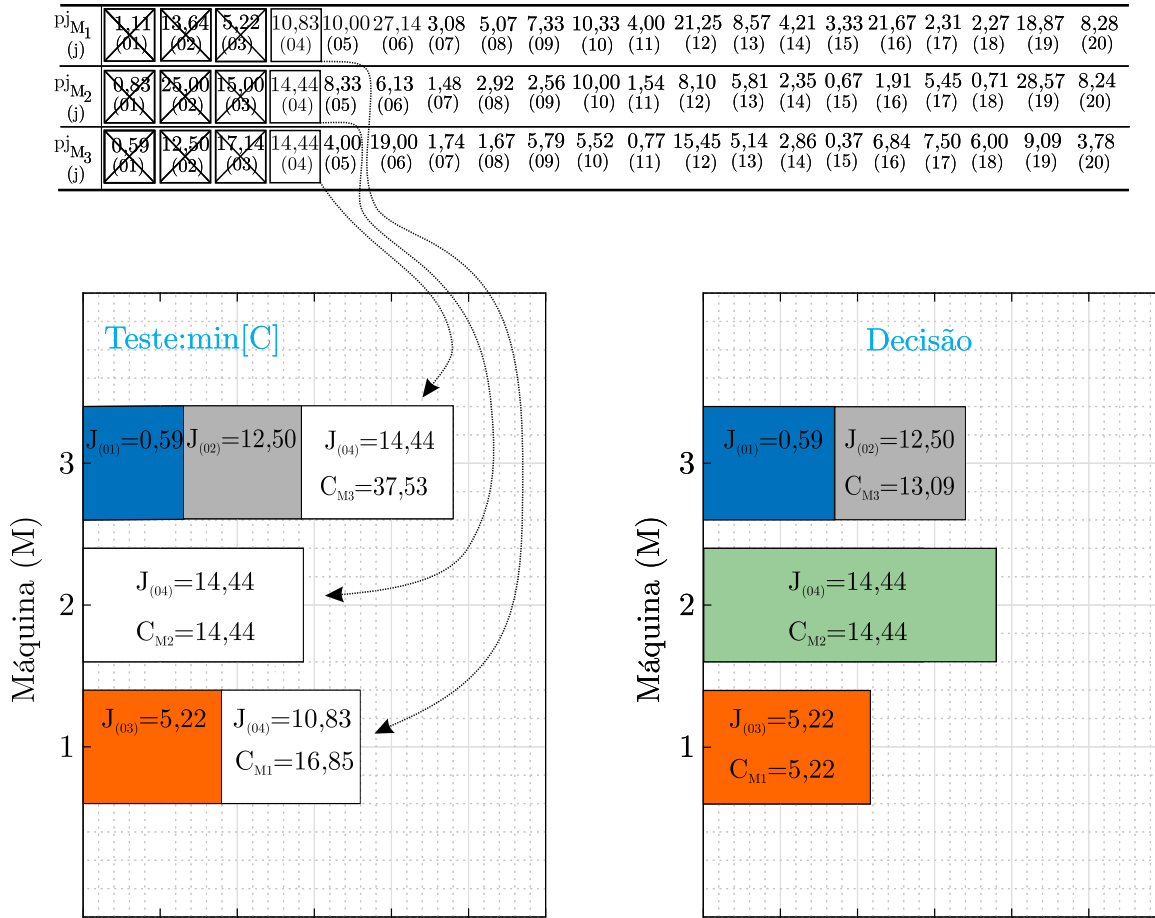 pj M₁ 1,11 13,64 5,22 10,83 10,00 27,14 3,08 5,07 7,33 10,33 4,00 21,25 8,57 4,21 3,33 21,67 2,31 2,27 18,87 8,28
(j) (01) (02) (03) (04) (05) (06) (07) (08) (09) (10) (11) (12) (13) (14) (15) (16) (17) (18) (19) (20)
pj M₂ 0,83 25,00 15,00 14,44 8,33 6,13 1,48 2,92 2,56 10,00 1,54 8,10 5,81 2,35 0,67 1,91 5,45 0,71 28,57 8,24
(j) (01) (02) (03) (04) (05) (06) (07) (08) (09) (10) (11) (12) (13) (14) (15) (16) (17) (18) (19) (20)
pj M₃ 0,59 12,50 17,14 14,44 4,00 19,00 1,74 1,67 5,79 5,52 0,77 15,45 5,14 2,86 0,37 6,84 7,50 6,00 9,09 3,78
(j) (01) (02) (03) (04) (05) (06) (07) (08) (09) (10) (11) (12) (13) (14) (15) (16) (17) (18) (19) (20)
Teste:min[C]
Máquina (M)
3
J(01)=0,59
J(02)=12,50
J(04)=14,44
C M3=37,53
2
J(04)=14,44
C M2=14,44
1
J(03)=5,22
J(04)=10,83
C M1=16,85
Decisão
Máquina (M)
3
J(01)=0,59
J(02)=12,50
C M3=13,09
2
J(04)=14,44
C M2=14,44
1
J(03)=5,22
C M1=5,22